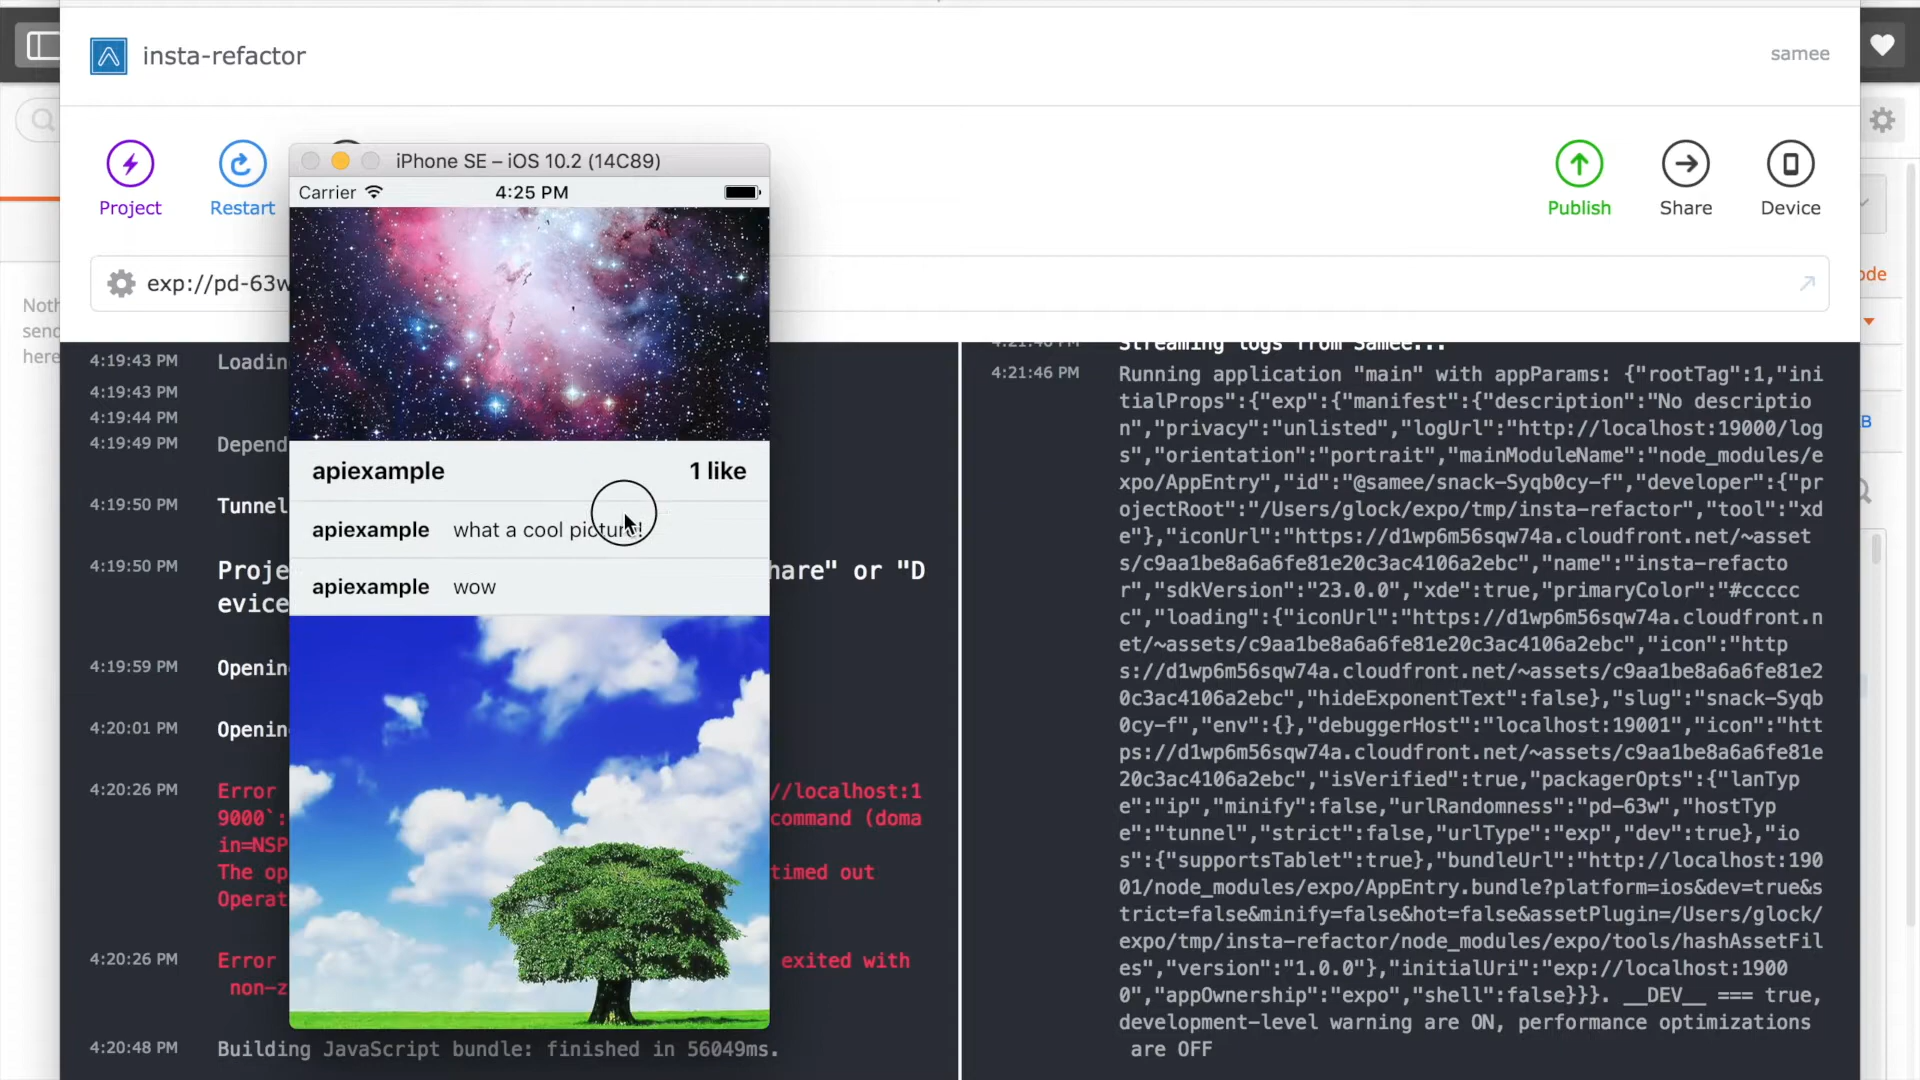 insta-refactor
samee
Project
Restart
Publish
Share
Device
exp://pd-63w
ode
B
Noth
send
here
iPhone SE – iOS 10.2 (14C89)
Carrier
4:25 PM
apiexample 1 like
apiexample what a cool picture!
apiexample wow
4:19:43 PM Loadin
4:19:43 PM
4:19:44 PM
4:19:49 PM Depend
4:19:50 PM Tunnel
4:19:50 PM Proje hare" or "D
evice
4:19:59 PM Openin
4:20:01 PM Openin
4:20:26 PM Error //localhost:1
9000`: command (doma
in=NSP
The op timed out
Operat
4:20:26 PM Error exited with
non-z
4:20:48 PM Building JavaScript bundle: finished in 56049ms.
4:21:46 PM Streaming logs from Samee...
4:21:46 PM Running application "main" with appParams: {"rootTag":1,"ini
tialProps":{"exp":{"manifest":{"description":"No descriptio
n","privacy":"unlisted","logUrl":"http://localhost:19000/log
s","orientation":"portrait","mainModuleName":"node_modules/e
xpo/AppEntry","id":"@samee/snack-Syqb0cy-f","developer":{"pr
ojectRoot":"/Users/glock/expo/tmp/insta-refactor","tool":"xd
e"},"iconUrl":"https://d1wp6m56sqw74a.cloudfront.net/~asset
s/c9aa1be8a6a6fe81e20c3ac4106a2ebc","name":"insta-refacto
r","sdkVersion":"23.0.0","xde":true,"primaryColor":"#ccccc
c","loading":{"iconUrl":"https://d1wp6m56sqw74a.cloudfront.n
et/~assets/c9aa1be8a6a6fe81e20c3ac4106a2ebc","icon":"http
s://d1wp6m56sqw74a.cloudfront.net/~assets/c9aa1be8a6a6fe81e2
0c3ac4106a2ebc","hideExponentText":false},"slug":"snack-Syqb
0cy-f","env":{},"debuggerHost":"localhost:19001","icon":"htt
ps://d1wp6m56sqw74a.cloudfront.net/~assets/c9aa1be8a6a6fe81e
20c3ac4106a2ebc","isVerified":true,"packagerOpts":{"lanTyp
e":"ip","minify":false,"urlRandomness":"pd-63w","hostTyp
e":"tunnel","strict":false,"urlType":"exp","dev":true},"io
s":{"supportsTablet":true},"bundleUrl":"http://localhost:190
01/node_modules/expo/AppEntry.bundle?platform=ios&dev=true&s
trict=false&minify=false&hot=false&assetPlugin=/Users/glock/
expo/tmp/insta-refactor/node_modules/expo/tools/hashAssetFil
es","version":"1.0.0"},"initialUri":"exp://localhost:1900
0","appOwnership":"expo","shell":false}}}. __DEV__ === true,
development-level warning are ON, performance optimizations
are OFF